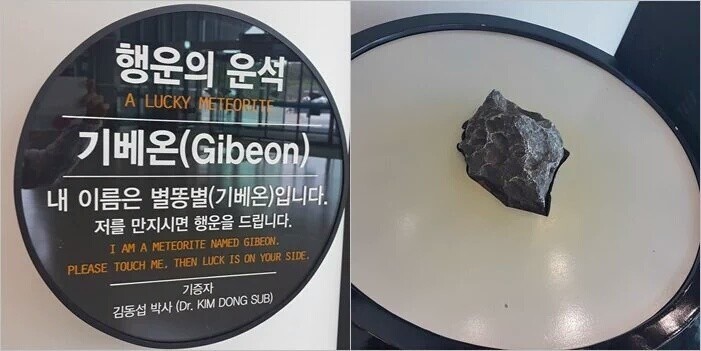 행운의 운석
A LUCKY METEORITE
기베온(Gibeon)
내 이름은 별똥별(기베온)입니다.
저를 만지시면 행운을 드립니다.
I AM A METEORITE NAMED GIBEON.
PLEASE TOUCH ME, THEN LUCK IS ON YOUR SIDE.
기증자
김동섭 박사 (Dr. KIM DONG SUB)